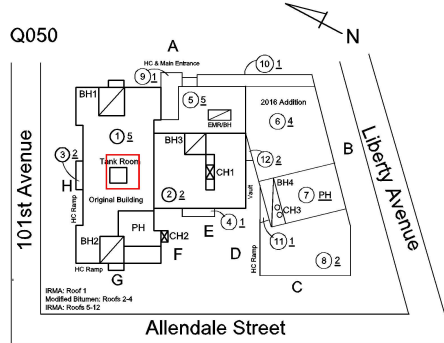 Q050
A
N
HC & Main Entrance
9 1
10 1
BH1
5 5
2016 Addition
EMR/BH
6 4
101st Avenue
Liberty Avenue
1 5
BH3
B
3 2
Tank Room
12 2
CH1
BH4
7 PH
H
HC Ramp
2 2
Vault
CH3
Original Building
4 1
11 1
PH
E
D
BH2
CH2
F
HC Ramp
8 2
HC Ramp
G
C
IRMA: Roof 1
Modified Bitumen: Roofs 2-4
IRMA: Roofs 5-12
Allendale Street